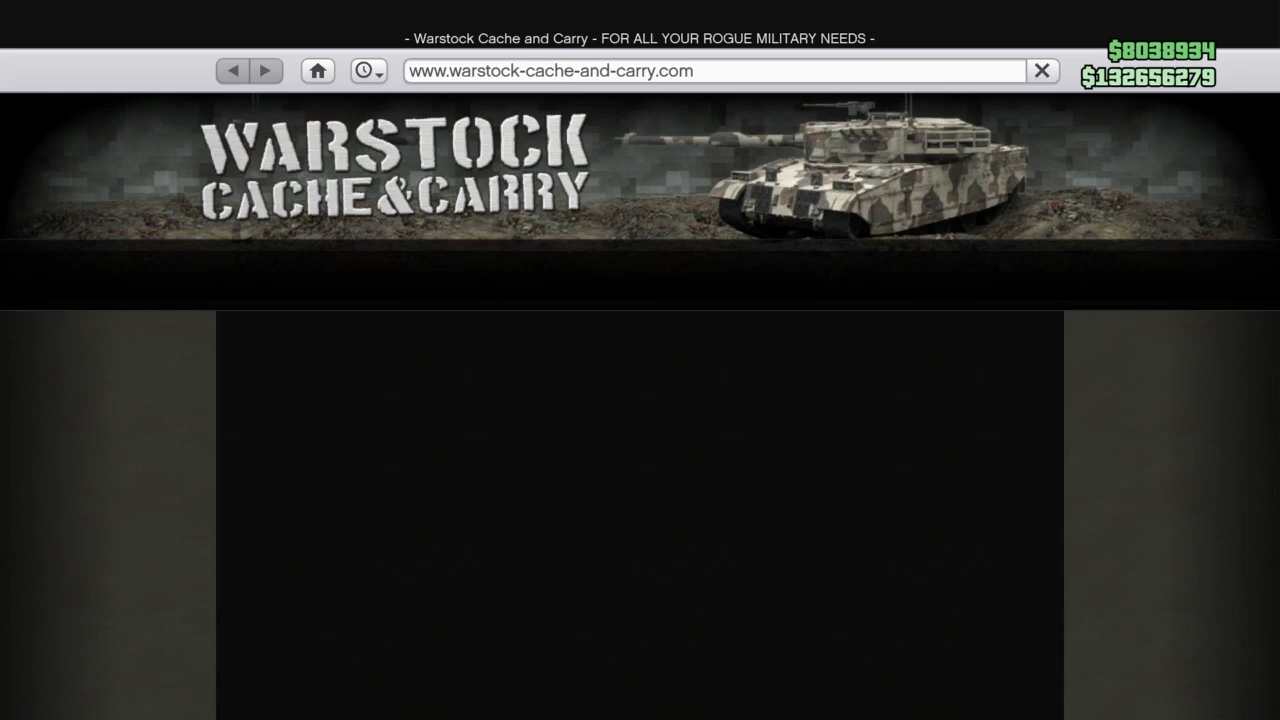 - Warstock Cache and Carry - FOR ALL YOUR ROGUE MILITARY NEEDS -
$8038934
www.warstock-cache-and-carry.com
$132656279
WARSTOCK
CACHE&CARRY